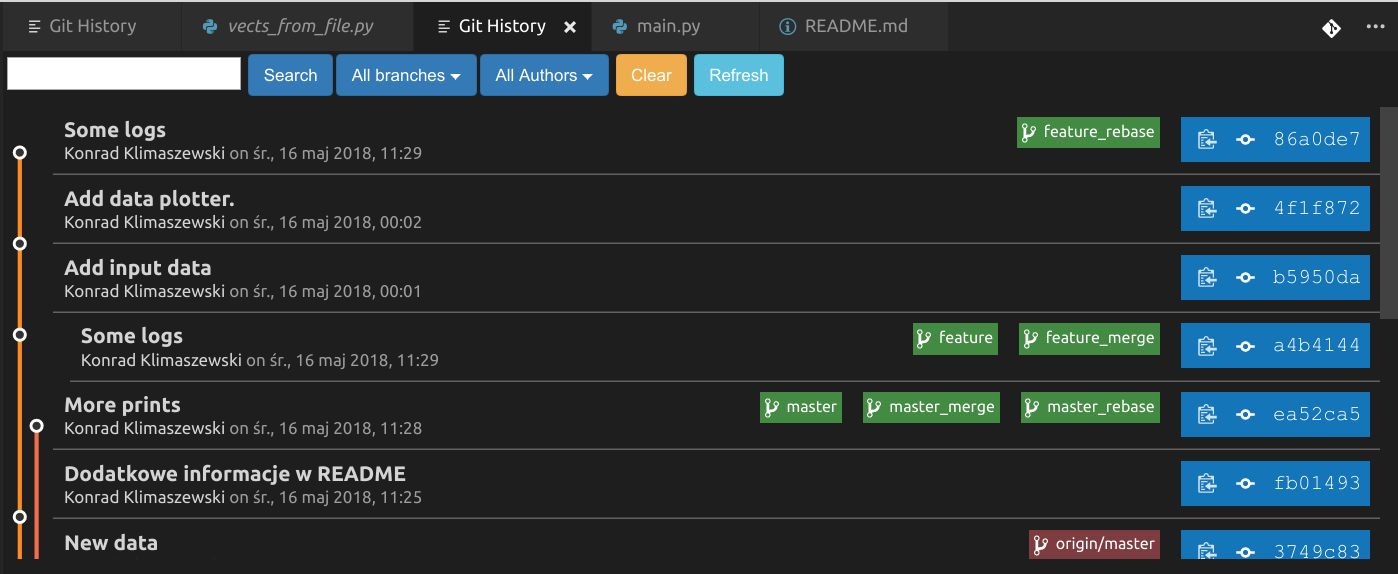 Git History vects_from_file.py Git History main.py README.md
Search All branches All Authors Clear Refresh
Some logs feature_rebase 86a0de7
Konrad Klimaszewski on śr., 16 maj 2018, 11:29
Add data plotter. 4f1f872
Konrad Klimaszewski on śr., 16 maj 2018, 00:02
Add input data b5950da
Konrad Klimaszewski on śr., 16 maj 2018, 00:01
Some logs feature feature_merge a4b4144
Konrad Klimaszewski on śr., 16 maj 2018, 11:29
More prints master master_merge master_rebase ea52ca5
Konrad Klimaszewski on śr., 16 maj 2018, 11:28
Dodatkowe informacje w README fb01493
Konrad Klimaszewski on śr., 16 maj 2018, 11:25
New data origin/master 3749c83